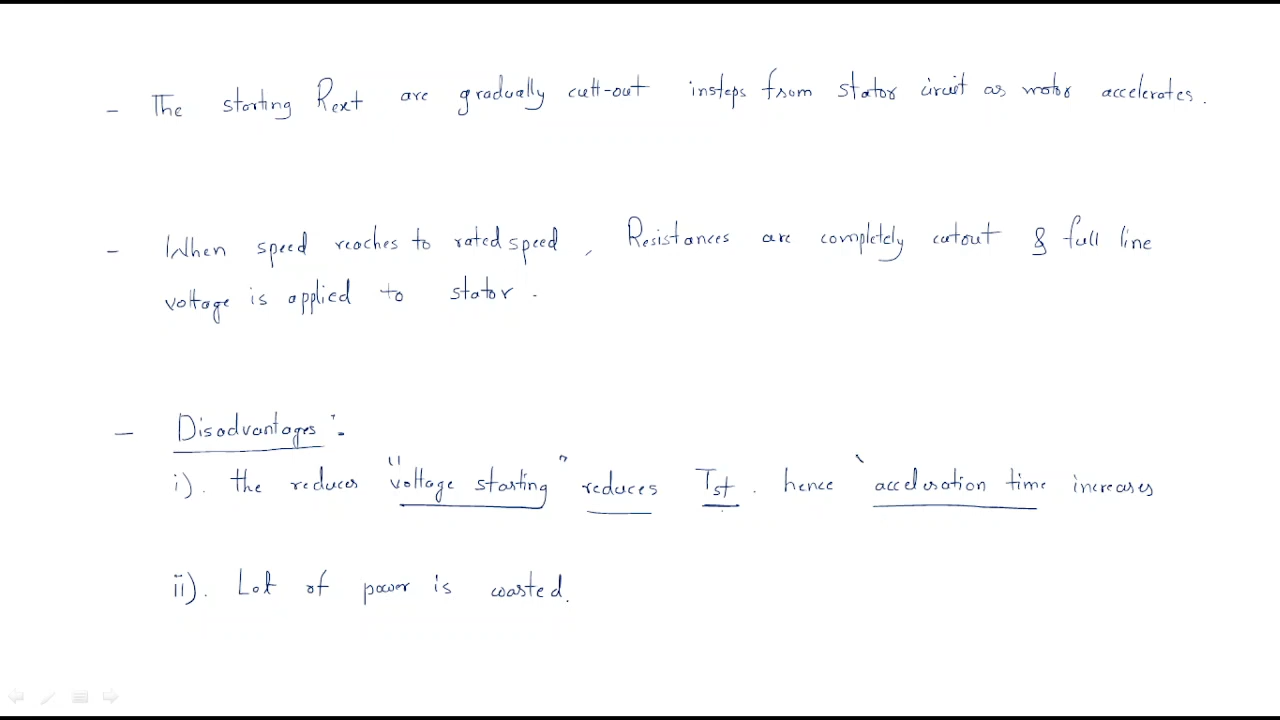 - The starting Rext are gradually cutt-out insteps from stator circuit as motor accelerates.
- When speed reaches to rated speed, Resistances are completely cutout & full line
voltage is applied to stator.
- Disadvantages :-
i). the reduces "voltage starting" reduces Tst. hence acceleration time increases
ii). Lot of power is wasted.